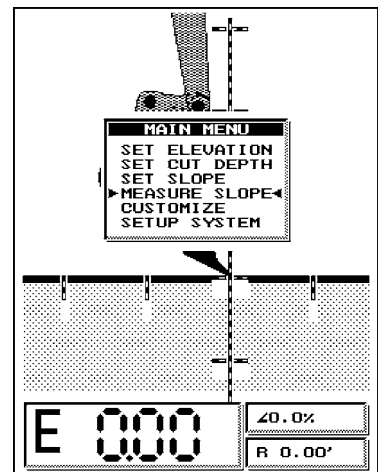 MAIN MENU
SET ELEVATION
SET CUT DEPTH
SET SLOPE
▶MEASURE SLOPE◀
CUSTOMIZE
SETUP SYSTEM
E 0.00
∠0.0%
R 0.00'